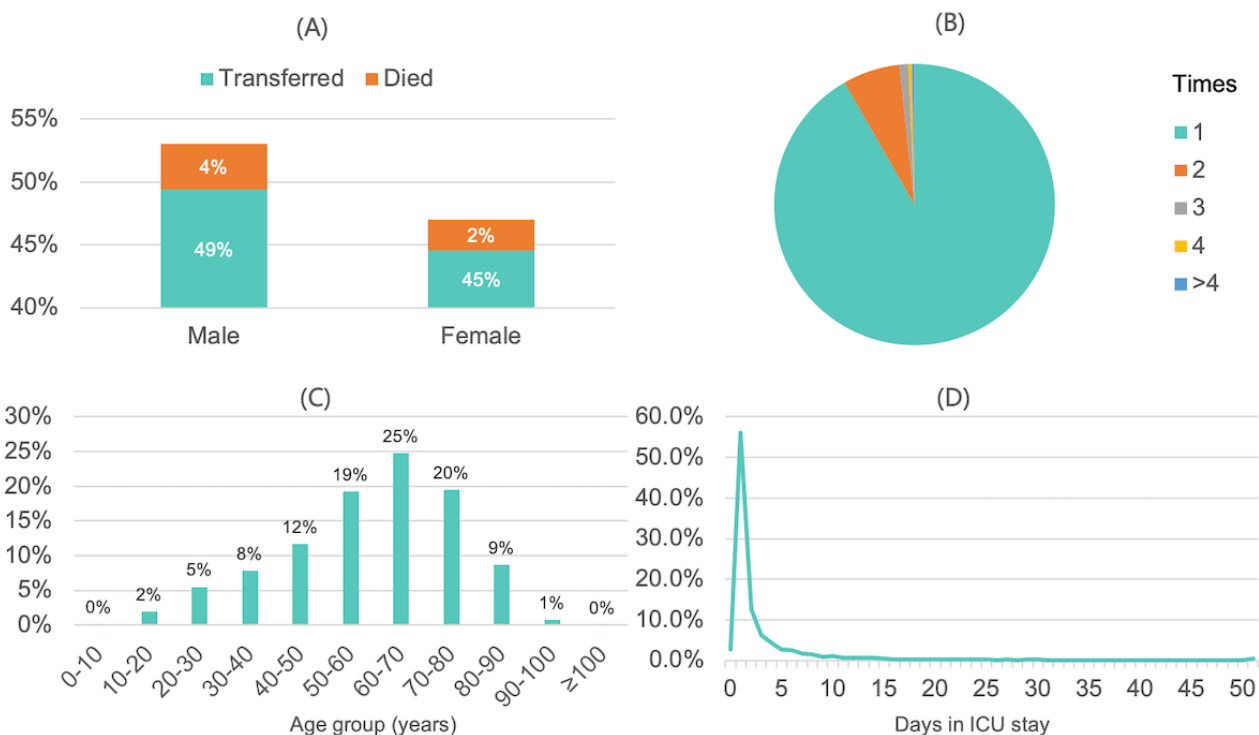 (A)
Transferred Died
55%
50%
45%
40%
4%
49%
2%
45%
Male Female
(B)
Times
1
2
3
4
>4
(C)
30%
25%
20%
15%
10%
5%
0%
0% 2% 5% 8% 12% 19% 25% 20% 9% 1% 0%
0-10 10-20 20-30 30-40 40-50 50-60 60-70 70-80 80-90 90-100 ≥100
Age group (years)
(D)
60.0%
50.0%
40.0%
30.0%
20.0%
10.0%
0.0%
0 5 10 15 20 25 30 35 40 45 50
Days in ICU stay